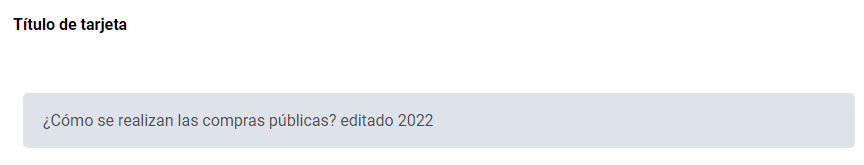 Título de tarjeta
¿Cómo se realizan las compras públicas? editado 2022